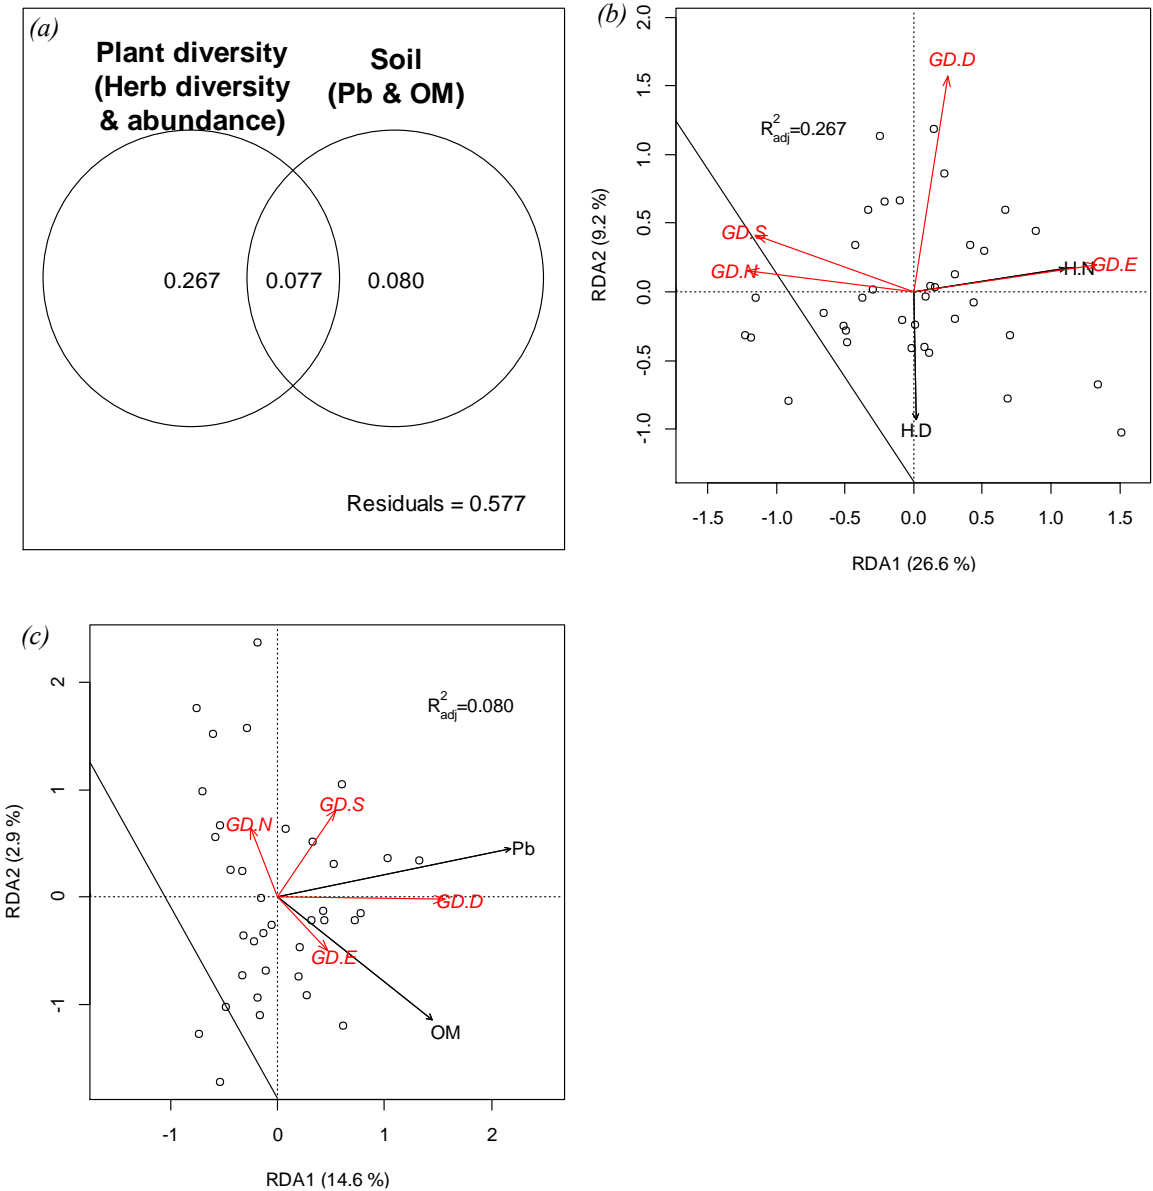 (a)
Plant diversity
(Herb diversity
& abundance)
Soil
(Pb & OM)
0.267
0.077
0.080
Residuals = 0.577
(b)
2.0
1.5
1.0
0.5
0.0
-0.5
-1.0
RDA2 (9.2 %)
R²adj=0.267
GD.D
GD.S
GD.N
H.N
GD.E
H.D
-1.5
-1.0
-0.5
0.0
0.5
1.0
1.5
RDA1 (26.6 %)
(c)
2
1
0
-1
RDA2 (2.9 %)
R²adj=0.080
GD.S
GD.N
Pb
GD.D
GD.E
OM
-1
0
1
2
RDA1 (14.6 %)